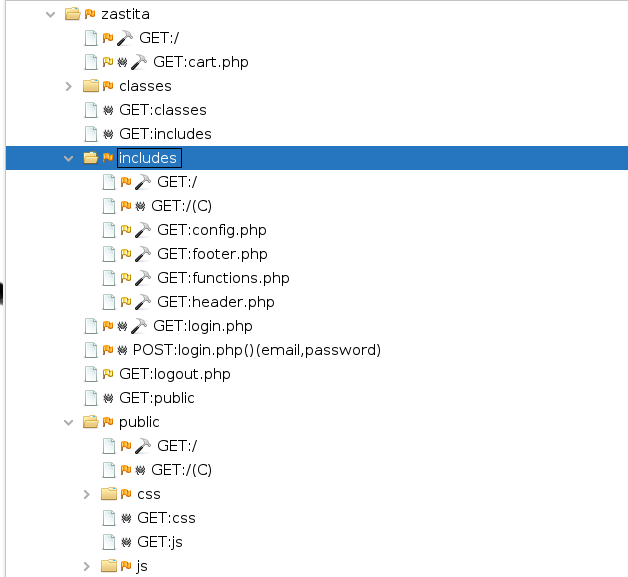 zastita
GET:/
GET:cart.php
classes
GET:classes
GET:includes
includes
GET:/
GET:/(C)
GET:config.php
GET:footer.php
GET:functions.php
GET:header.php
GET:login.php
POST:login.php()(email,password)
GET:logout.php
GET:public
public
GET:/
GET:/(C)
css
GET:css
GET:js
js